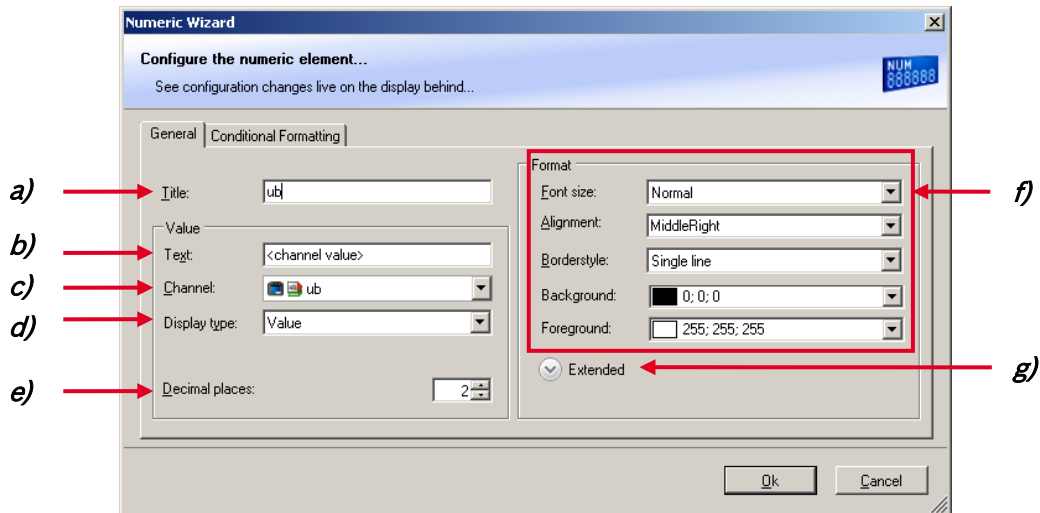 Numeric Wizard
Configure the numeric element...
See configuration changes live on the display behind...
NUM
888888
General
Conditional Formatting
a)
Title:
ub
Value
b)
Text:
<channel value>
c)
Channel:
ub
d)
Display type:
Value
e)
Decimal places:
2
Format
Font size:
Normal
f)
Alignment:
MiddleRight
Borderstyle:
Single line
Background:
0; 0; 0
Foreground:
255; 255; 255
Extended
g)
Ok
Cancel